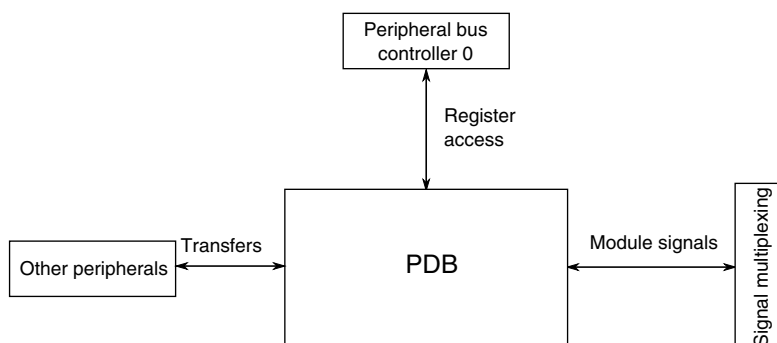 Peripheral bus
controller 0
Register
access
Transfers
Other peripherals
PDB
Module signals
Signal multiplexing